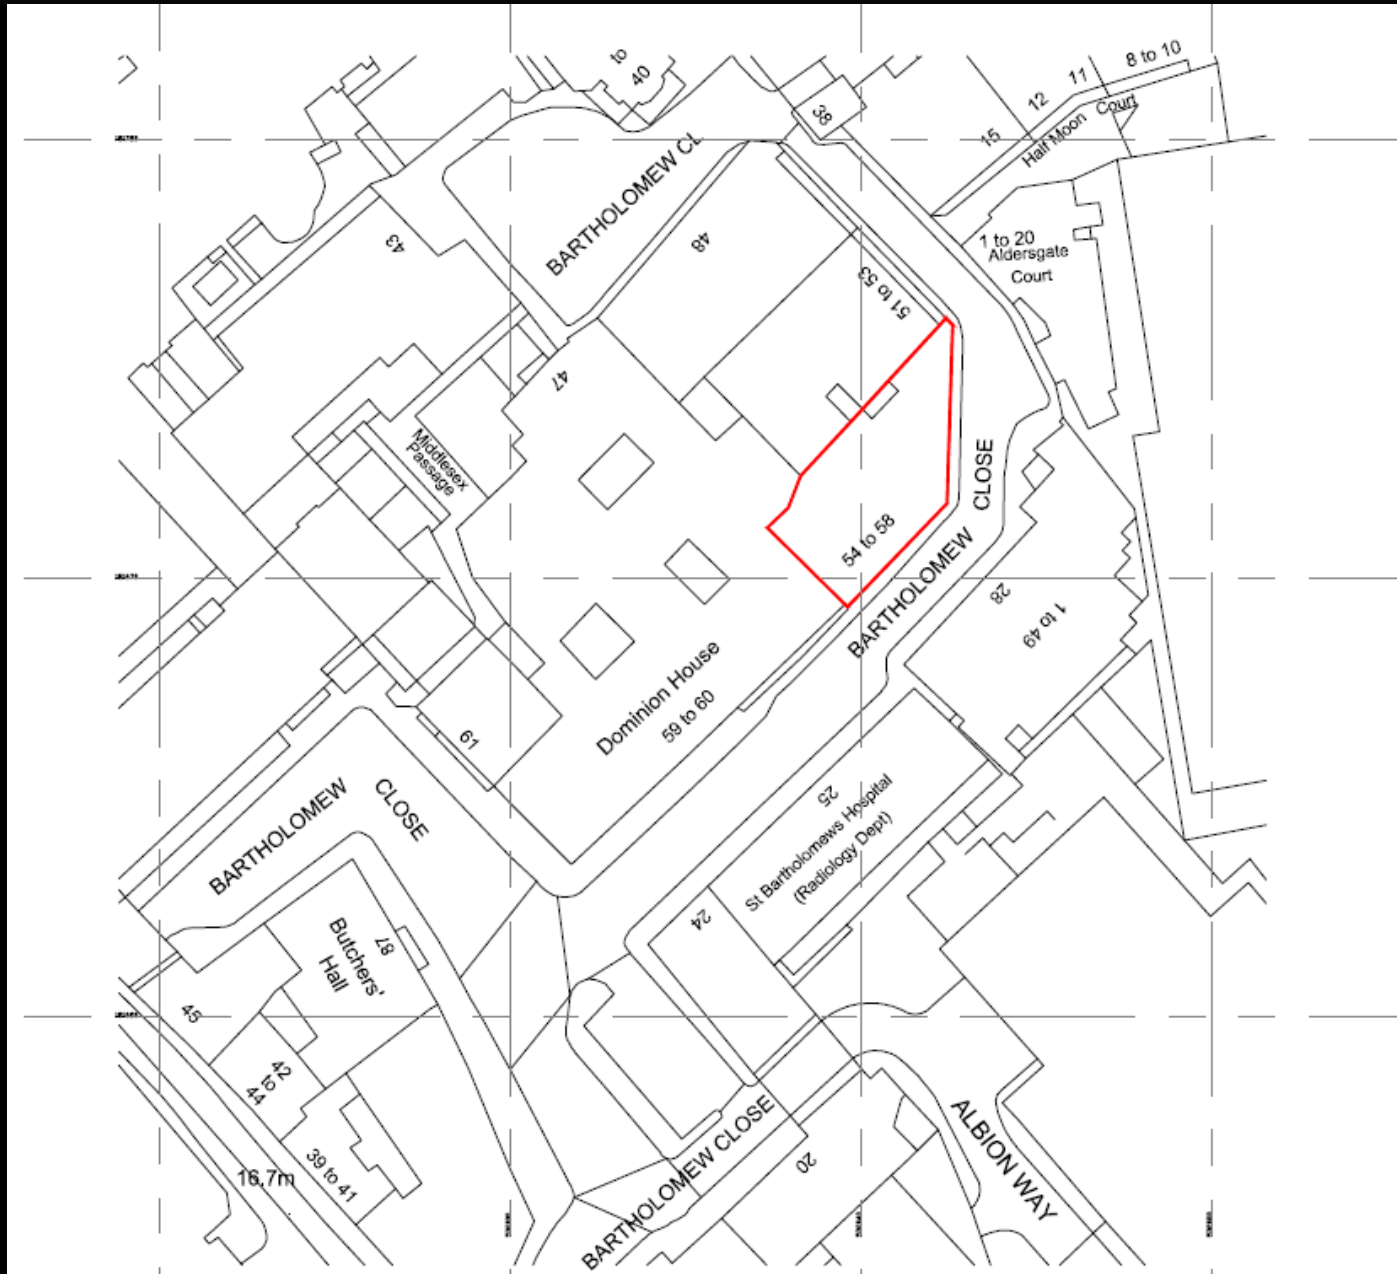 to
40
38
8 to 10
11
12
15
Half Moon Court
BARTHOLOMEW CL
43
48
1 to 20
Aldersgate
Court
51 to 53
47
Middlesex
Passage
CLOSE
54 to 58
BARTHOLOMEW
28
1 to 49
Dominion House
59 to 60
61
BARTHOLOMEW
CLOSE
25
St Bartholomews Hospital
(Radiology Dept)
24
87
Butchers'
Hall
45
42
to
44
39 to 41
16.7m
BARTHOLOMEW CLOSE
20
ALBION WAY